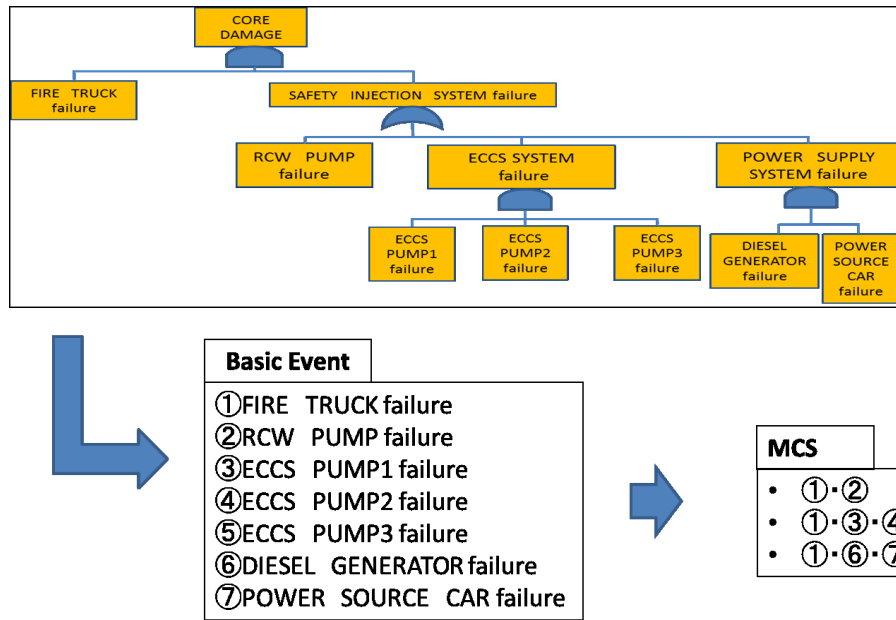 CORE
DAMAGE
FIRE TRUCK
failure
SAFETY INJECTION SYSTEM failure
RCW PUMP
failure
ECCS SYSTEM
failure
POWER SUPPLY
SYSTEM failure
ECCS
PUMP1
failure
ECCS
PUMP2
failure
ECCS
PUMP3
failure
DIESEL
GENERATOR
failure
POWER
SOURCE
CAR
failure
Basic Event
①FIRE TRUCK failure
②RCW PUMP failure
③ECCS PUMP1 failure
④ECCS PUMP2 failure
⑤ECCS PUMP3 failure
⑥DIESEL GENERATOR failure
⑦POWER SOURCE CAR failure
MCS
• ①・②
• ①・③・④
• ①・⑥・⑦